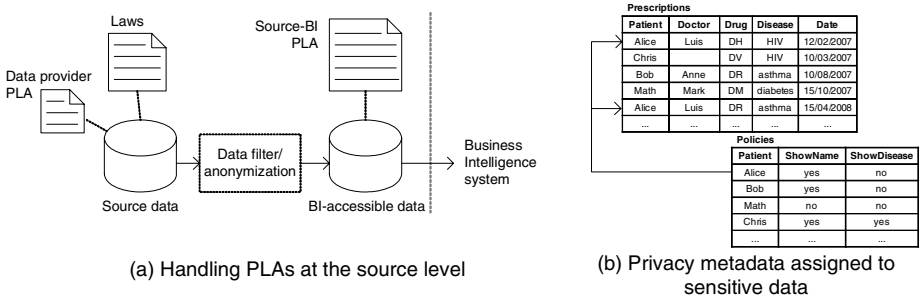 Laws
Data provider
PLA
Source-BI
PLA
Data filter/
anonymization
Source data
BI-accessible data
Business
Intelligence
system
(a) Handling PLAs at the source level
Prescriptions
Patient Doctor Drug Disease Date
Alice Luis DH HIV 12/02/2007
Chris DV HIV 10/03/2007
Bob Anne DR asthma 10/08/2007
Math Mark DM diabetes 15/10/2007
Alice Luis DR asthma 15/04/2008
... ... ... ... ...
Policies
Patient ShowName ShowDisease
Alice yes no
Bob yes no
Math no no
Chris yes yes
... ... ...
(b) Privacy metadata assigned to
sensitive data